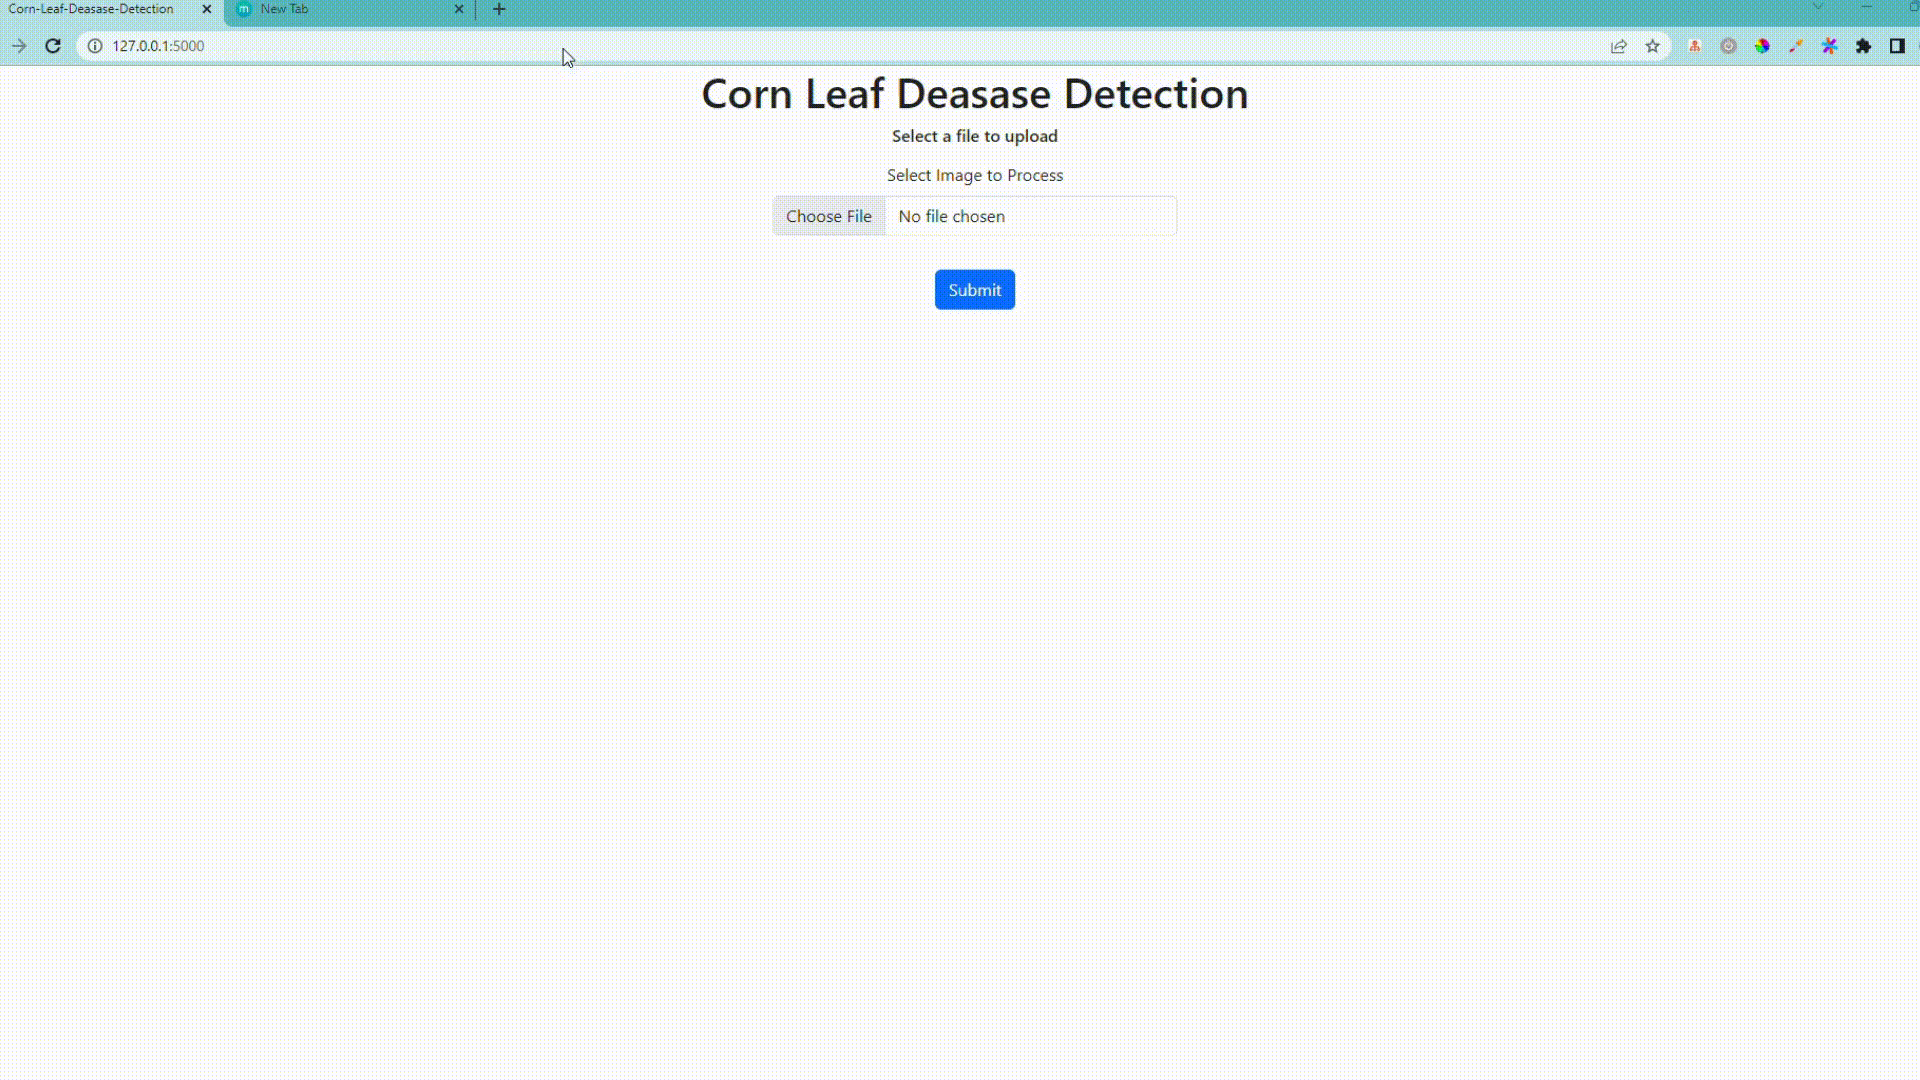 Corn-Leaf-Deasase-Detection
m New Tab
127.0.0.1:5000
Corn Leaf Deasase Detection
Select a file to upload
Select Image to Process
Choose File No file chosen
Submit